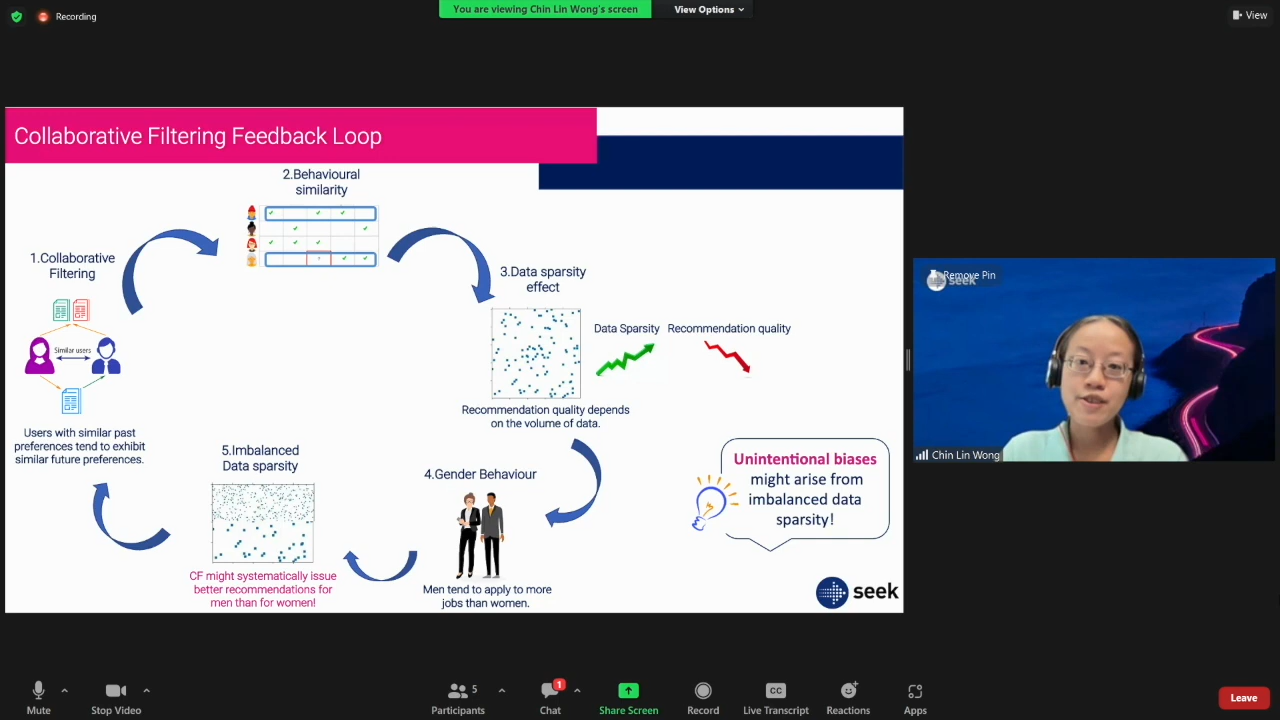 Recording
You are viewing Chin Lin Wong's screen
View Options
View
Collaborative Filtering Feedback Loop
1.Collaborative
Filtering
Similar users
Users with similar past
preferences tend to exhibit
similar future preferences.
2.Behavioural
similarity
3.Data sparsity
effect
Data Sparsity
Recommendation quality
Recommendation quality depends
on the volume of data.
4.Gender Behaviour
Men tend to apply to more
jobs than women.
5.Imbalanced
Data sparsity
CF might systematically issue
better recommendations for
men than for women!
Unintentional biases
might arise from
imbalanced data
sparsity!
seek
Remove Pin
seek
Chin Lin Wong
Mute
Stop Video
5
Participants
1
Chat
Share Screen
Record
CC
Live Transcript
Reactions
Apps
Leave